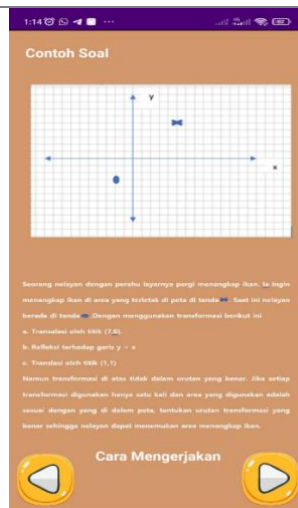 1:14
Contoh Soal
y
x
Seorang nelayan dengan perahu layarnya pergi menangkap ikan. Ia ingin
menangkap ikan di area yang terletak di peta di tanda Saat ini nelayan
berada di tanda Dengan menggunakan transformasi berikut ini
a. Translasi oleh titik (7,6).
b. Refleksi terhadap garis y = x
c. Translasi oleh titik (1,1)
Namun transformasi di atas tidak dalam urutan yang benar. Jika setiap
transformasi digunakan hanya satu kali dan area yang digunakan adalah
sesuai dengan yang di dalam peta, tentukan urutan transformasi yang
benar sehingga nelayan dapat menemukan area menangkap ikan.
Cara Mengerjakan